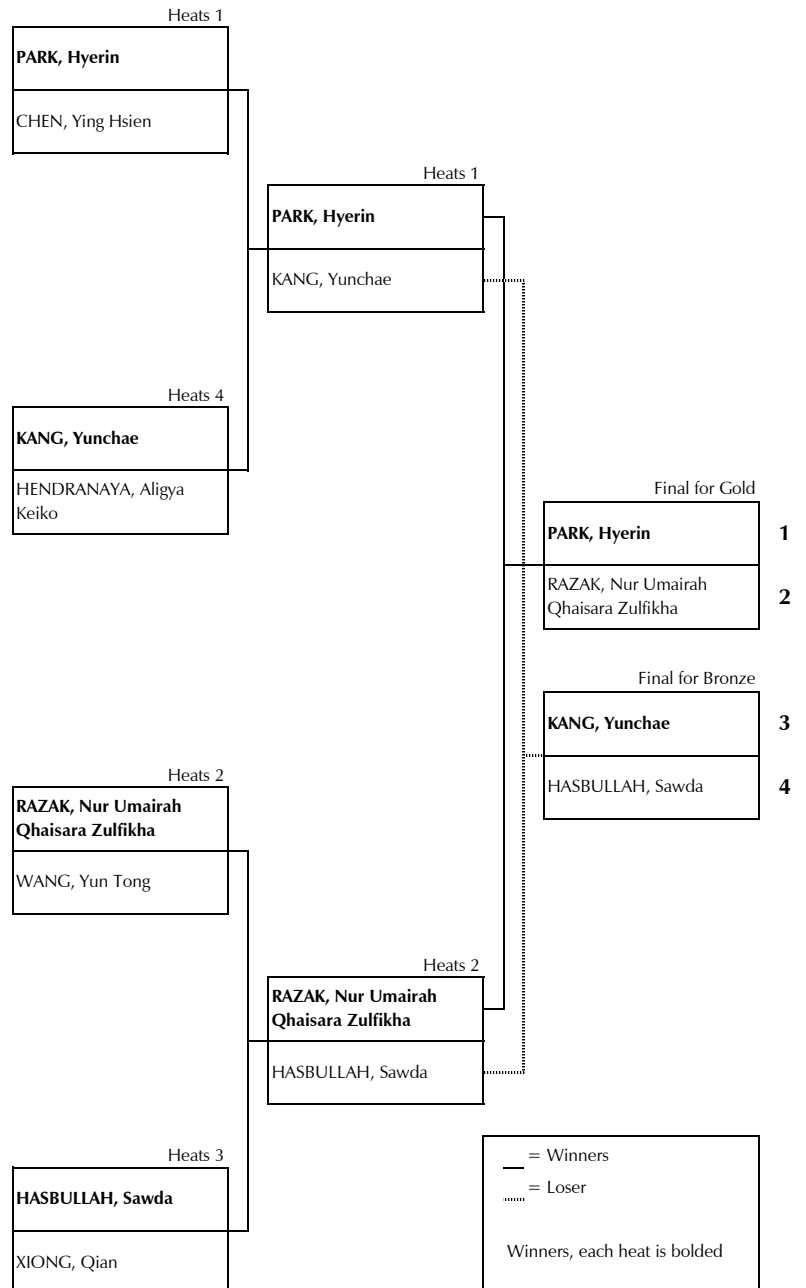 Heats 1
PARK, Hyerin
CHEN, Ying Hsien
Heats 1
PARK, Hyerin
KANG, Yunchae
Heats 4
KANG, Yunchae
HENDRANAYA, Aligya
Keiko
Final for Gold
PARK, Hyerin 1
RAZAK, Nur Umairah
Qhaisara Zulfikha 2
Final for Bronze
KANG, Yunchae 3
HASBULLAH, Sawda 4
Heats 2
RAZAK, Nur Umairah
Qhaisara Zulfikha
WANG, Yun Tong
Heats 2
RAZAK, Nur Umairah
Qhaisara Zulfikha
HASBULLAH, Sawda
Heats 3
HASBULLAH, Sawda
XIONG, Qian
= Winners
= Loser
Winners, each heat is bolded